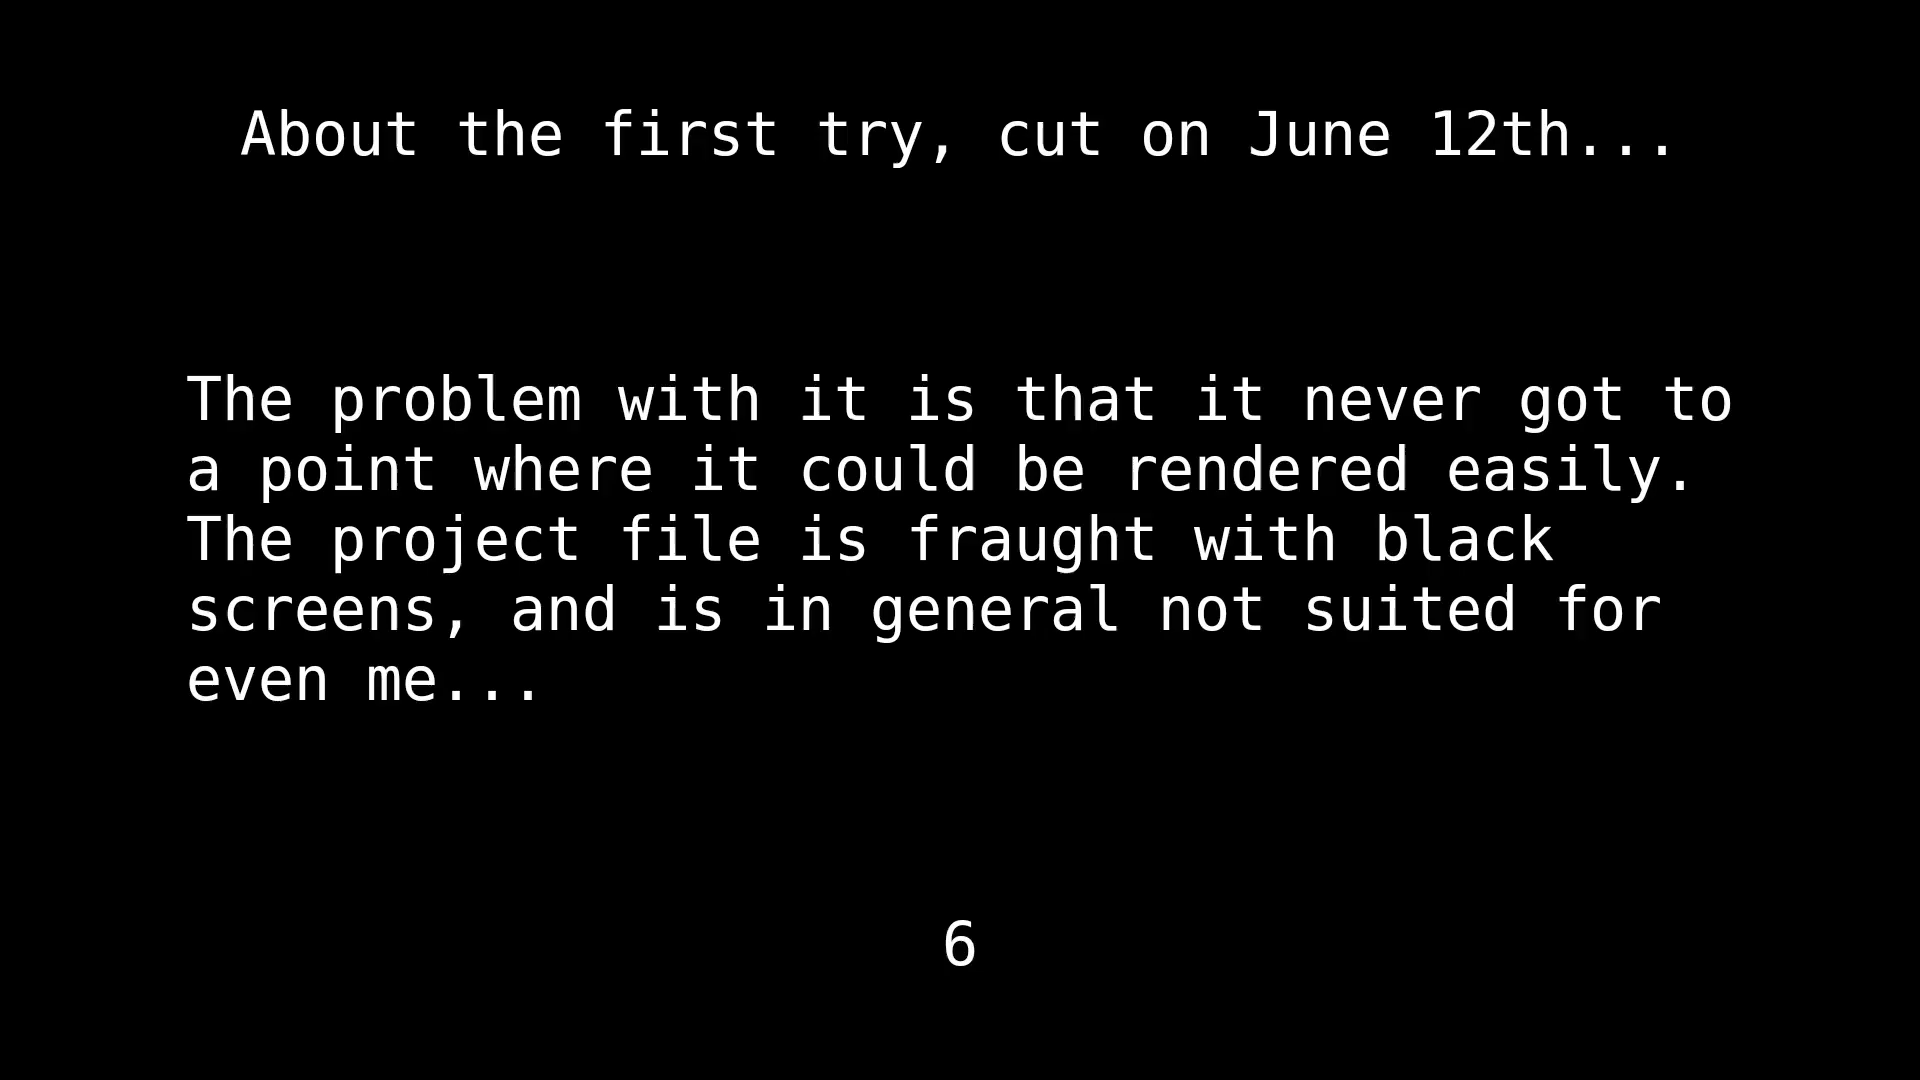 About the first try, cut on June 12th...
The problem with it is that it never got to
a point where it could be rendered easily.
The project file is fraught with black
screens, and is in general not suited for
even me...
6